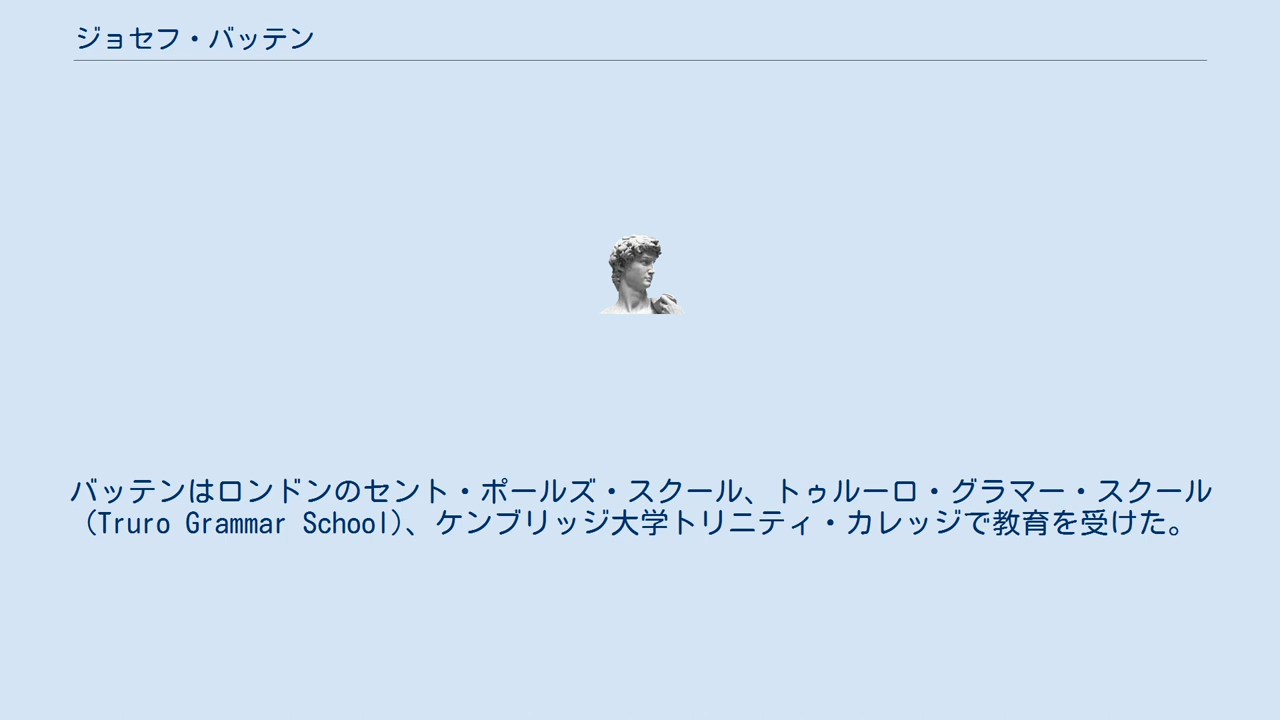 ジョセフ・バッテン
バッテンはロンドンのセント・ポールズ・スクール、トゥルーロ・グラマー・スクール
（Truro Grammar School）、ケンブリッジ大学トリニティ・カレッジで教育を受けた。